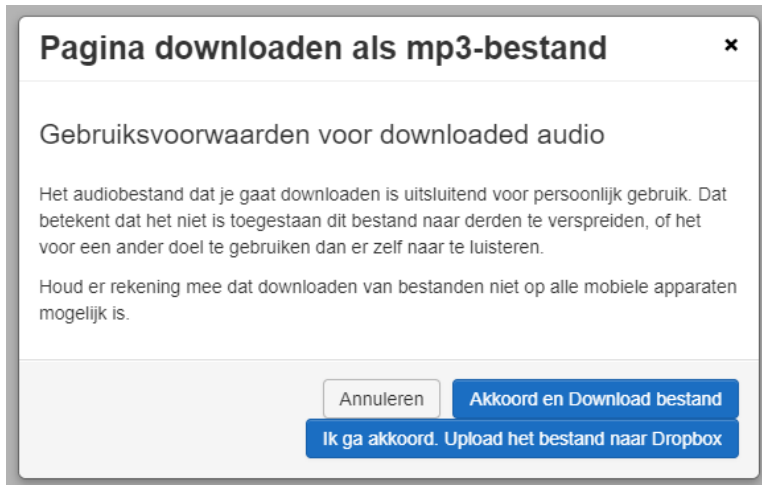 Pagina downloaden als mp3-bestand ×
Gebruiksvoorwaarden voor downloaded audio
Het audiobestand dat je gaat downloaden is uitsluitend voor persoonlijk gebruik. Dat
betekent dat het niet is toegestaan dit bestand naar derden te verspreiden, of het
voor een ander doel te gebruiken dan er zelf naar te luisteren.
Houd er rekening mee dat downloaden van bestanden niet op alle mobiele apparaten
mogelijk is.
Annuleren Akkoord en Download bestand
Ik ga akkoord. Upload het bestand naar Dropbox